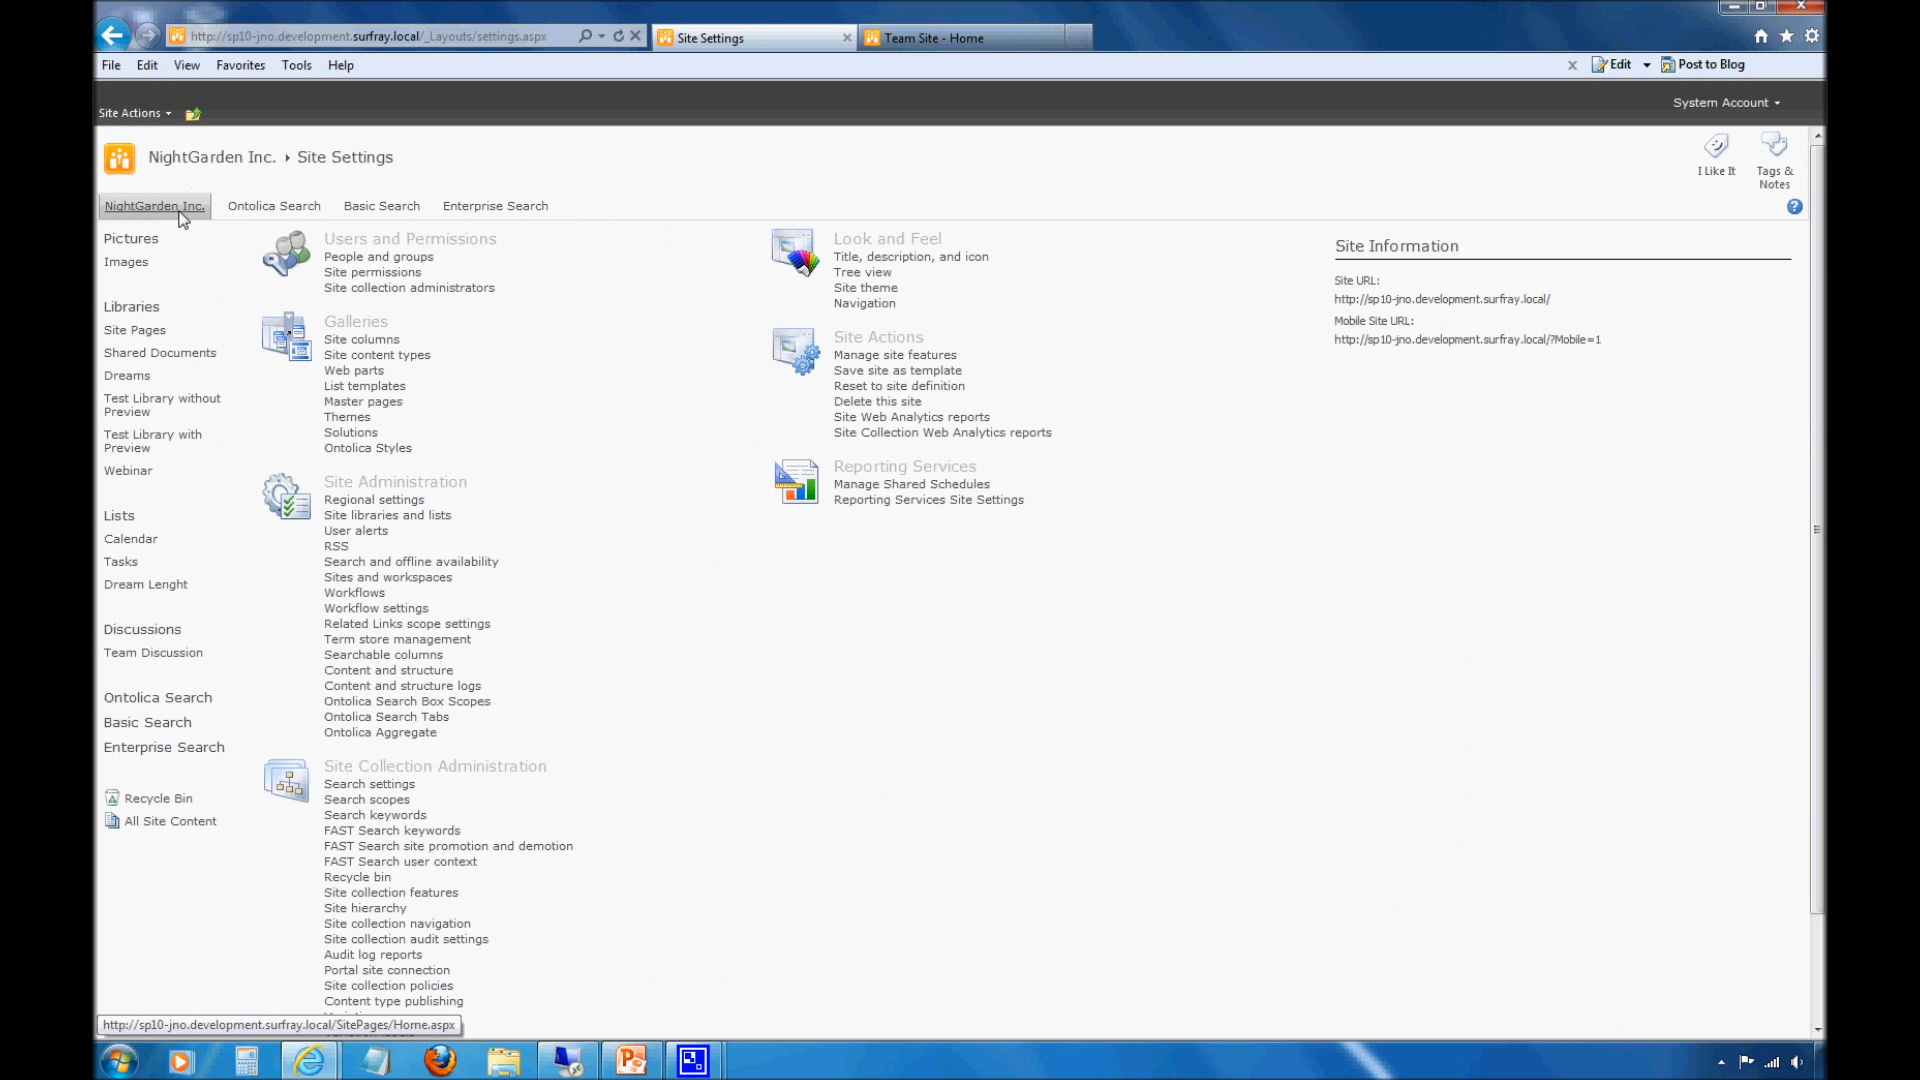 http://sp10-jno.development.surfray.local/_Layouts/settings.aspx
Site Settings
Team Site - Home
File Edit View Favorites Tools Help
Edit
Post to Blog
Site Actions
System Account
NightGarden Inc. Site Settings
I Like It
Tags &
Notes
NightGarden Inc.
Ontolica Search
Basic Search
Enterprise Search
Pictures
Images
Libraries
Site Pages
Shared Documents
Dreams
Test Library without
Preview
Test Library with
Preview
Webinar
Lists
Calendar
Tasks
Dream Lenght
Discussions
Team Discussion
Ontolica Search
Basic Search
Enterprise Search
Recycle Bin
All Site Content
Users and Permissions
People and groups
Site permissions
Site collection administrators
Galleries
Site columns
Site content types
Web parts
List templates
Master pages
Themes
Solutions
Ontolica Styles
Site Administration
Regional settings
Site libraries and lists
User alerts
RSS
Search and offline availability
Sites and workspaces
Workflows
Workflow settings
Related Links scope settings
Term store management
Searchable columns
Content and structure
Content and structure logs
Ontolica Search Box Scopes
Ontolica Search Tabs
Ontolica Aggregate
Site Collection Administration
Search settings
Search scopes
Search keywords
FAST Search keywords
FAST Search site promotion and demotion
FAST Search user context
Recycle bin
Site collection features
Site hierarchy
Site collection navigation
Site collection audit settings
Audit log reports
Portal site connection
Site collection policies
Content type publishing
Look and Feel
Title, description, and icon
Tree view
Site theme
Navigation
Site Actions
Manage site features
Save site as template
Reset to site definition
Delete this site
Site Web Analytics reports
Site Collection Web Analytics reports
Reporting Services
Manage Shared Schedules
Reporting Services Site Settings
Site Information
Site URL:
http://sp10-jno.development.surfray.local/
Mobile Site URL:
http://sp10-jno.development.surfray.local/?Mobile=1
http://sp10-jno.development.surfray.local/SitePages/Home.aspx